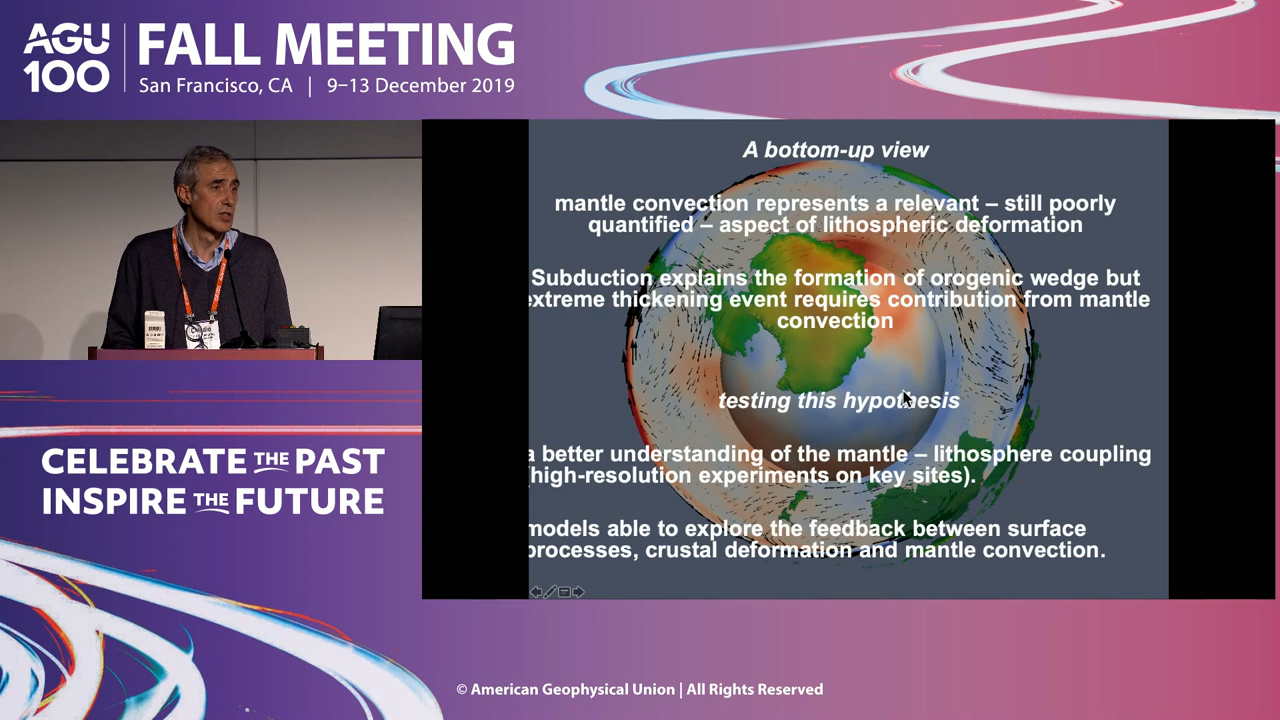 AGU
100
FALL MEETING
San Francisco, CA | 9–13 December 2019
A bottom-up view
mantle convection represents a relevant – still poorly
quantified – aspect of lithospheric deformation
Subduction explains the formation of orogenic wedge but
extreme thickening event requires contribution from mantle
convection
testing this hypothesis
a better understanding of the mantle – lithosphere coupling
(high-resolution experiments on key sites).
models able to explore the feedback between surface
processes, crustal deformation and mantle convection.
CELEBRATE THE PAST
INSPIRE THE FUTURE
© American Geophysical Union | All Rights Reserved